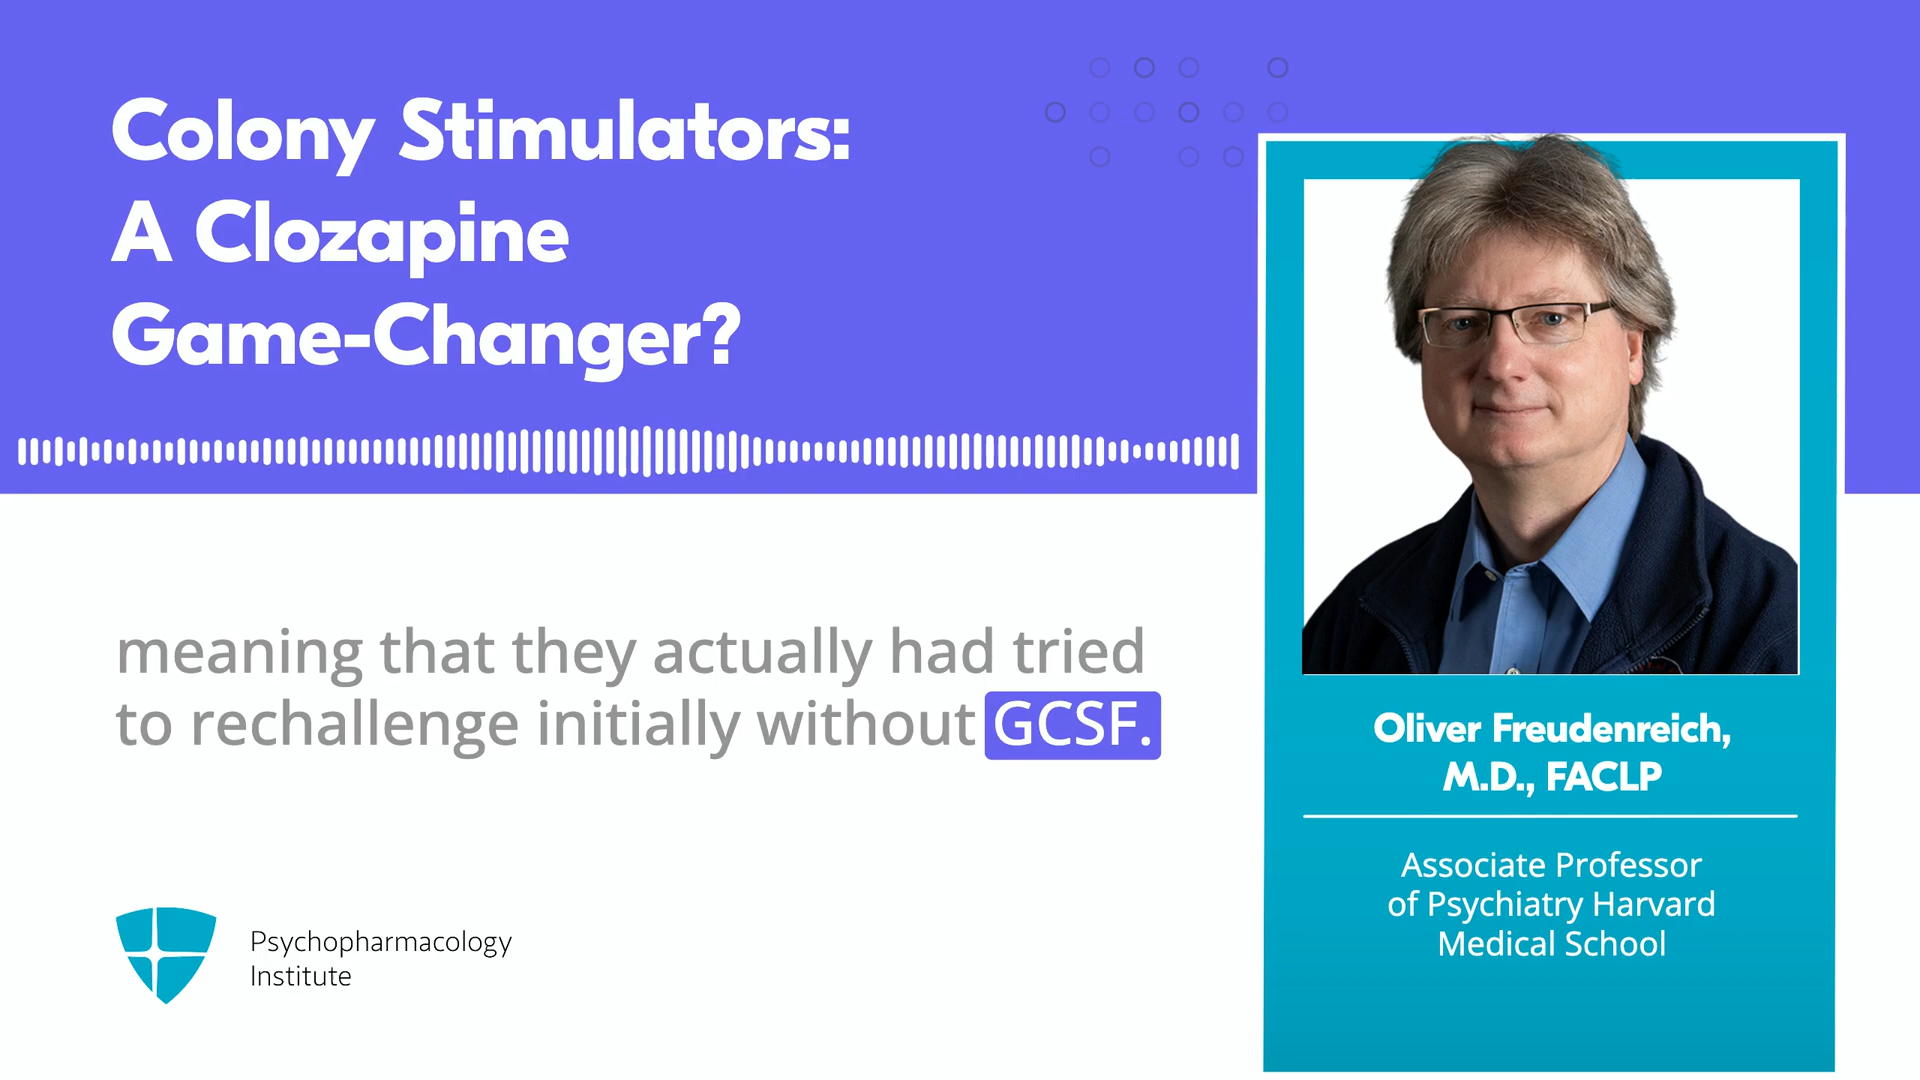 Colony Stimulators:
A Clozapine
Game-Changer?
meaning that they actually had tried
to rechallenge initially without GCSF.
Psychopharmacology
Institute
Oliver Freudenreich,
M.D., FACLP
Associate Professor
of Psychiatry Harvard
Medical School